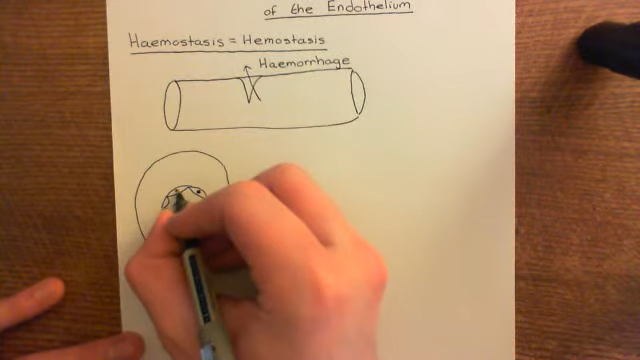 of the Endothelium
Haemostasis = Hemostasis
Haemorrhage